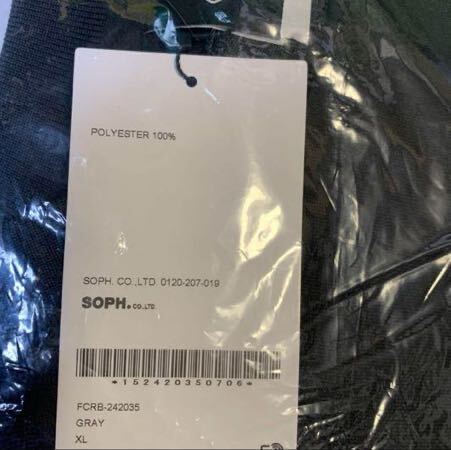 POLYESTER 100%
SOPH. CO.,LTD. 0120-207-019
SOPH. CO.,LTD.
*152420350706*
FCRB-242035
GRAY
XL